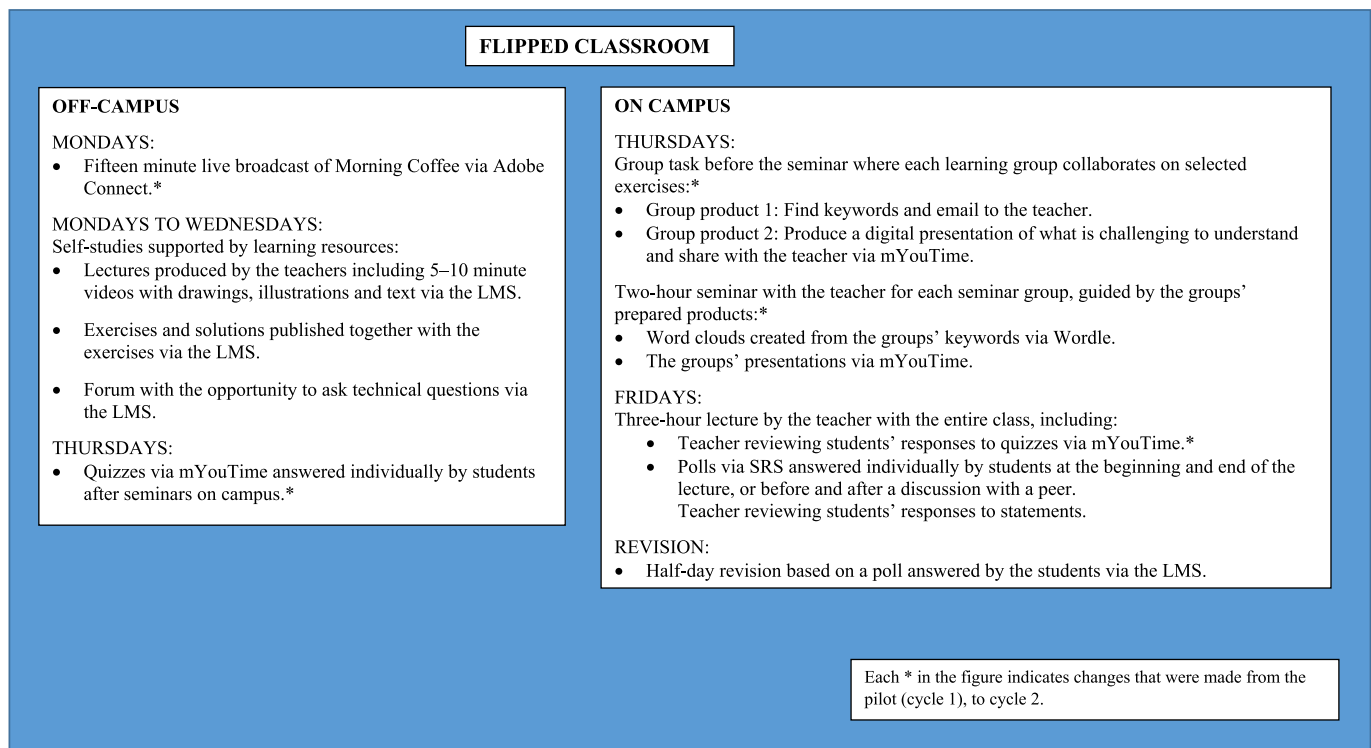 FLIPPED CLASSROOM
OFF-CAMPUS
MONDAYS:
• Fifteen minute live broadcast of Morning Coffee via Adobe
Connect.*
MONDAYS TO WEDNESDAYS:
Self-studies supported by learning resources:
• Lectures produced by the teachers including 5–10 minute
videos with drawings, illustrations and text via the LMS.
• Exercises and solutions published together with the
exercises via the LMS.
• Forum with the opportunity to ask technical questions via
the LMS.
THURSDAYS:
• Quizzes via mYouTime answered individually by students
after seminars on campus.*
ON CAMPUS
THURSDAYS:
Group task before the seminar where each learning group collaborates on selected
exercises:*
• Group product 1: Find keywords and email to the teacher.
• Group product 2: Produce a digital presentation of what is challenging to understand
and share with the teacher via mYouTime.
Two-hour seminar with the teacher for each seminar group, guided by the groups’
prepared products:*
• Word clouds created from the groups’ keywords via Wordle.
• The groups’ presentations via mYouTime.
FRIDAYS:
Three-hour lecture by the teacher with the entire class, including:
• Teacher reviewing students’ responses to quizzes via mYouTime.*
• Polls via SRS answered individually by students at the beginning and end of the
lecture, or before and after a discussion with a peer.
Teacher reviewing students’ responses to statements.
REVISION:
• Half-day revision based on a poll answered by the students via the LMS.
Each * in the figure indicates changes that were made from the
pilot (cycle 1), to cycle 2.